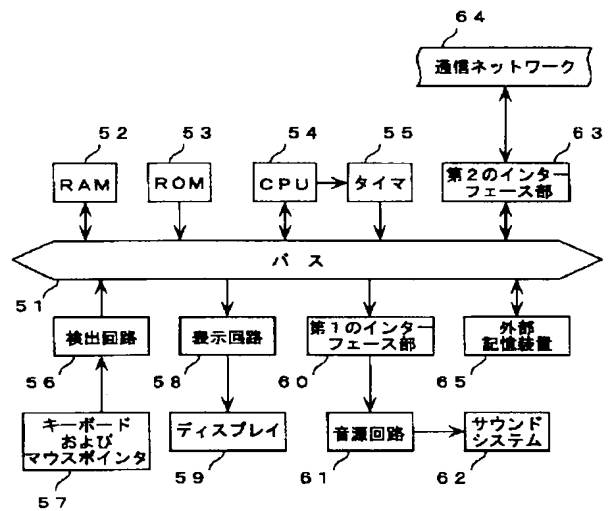 64
通信ネットワーク
52
53
54
55
63
RAM
ROM
CPU
タイマ
第2のインター
フェース部
バ ス
51
検出回路
表示回路
第1のインター
フェース部
外部
記憶装置
56
58
60
65
キーボード
および
マウスポインタ
ディスプレイ
音源回路
サウンド
システム
57
59
61
62